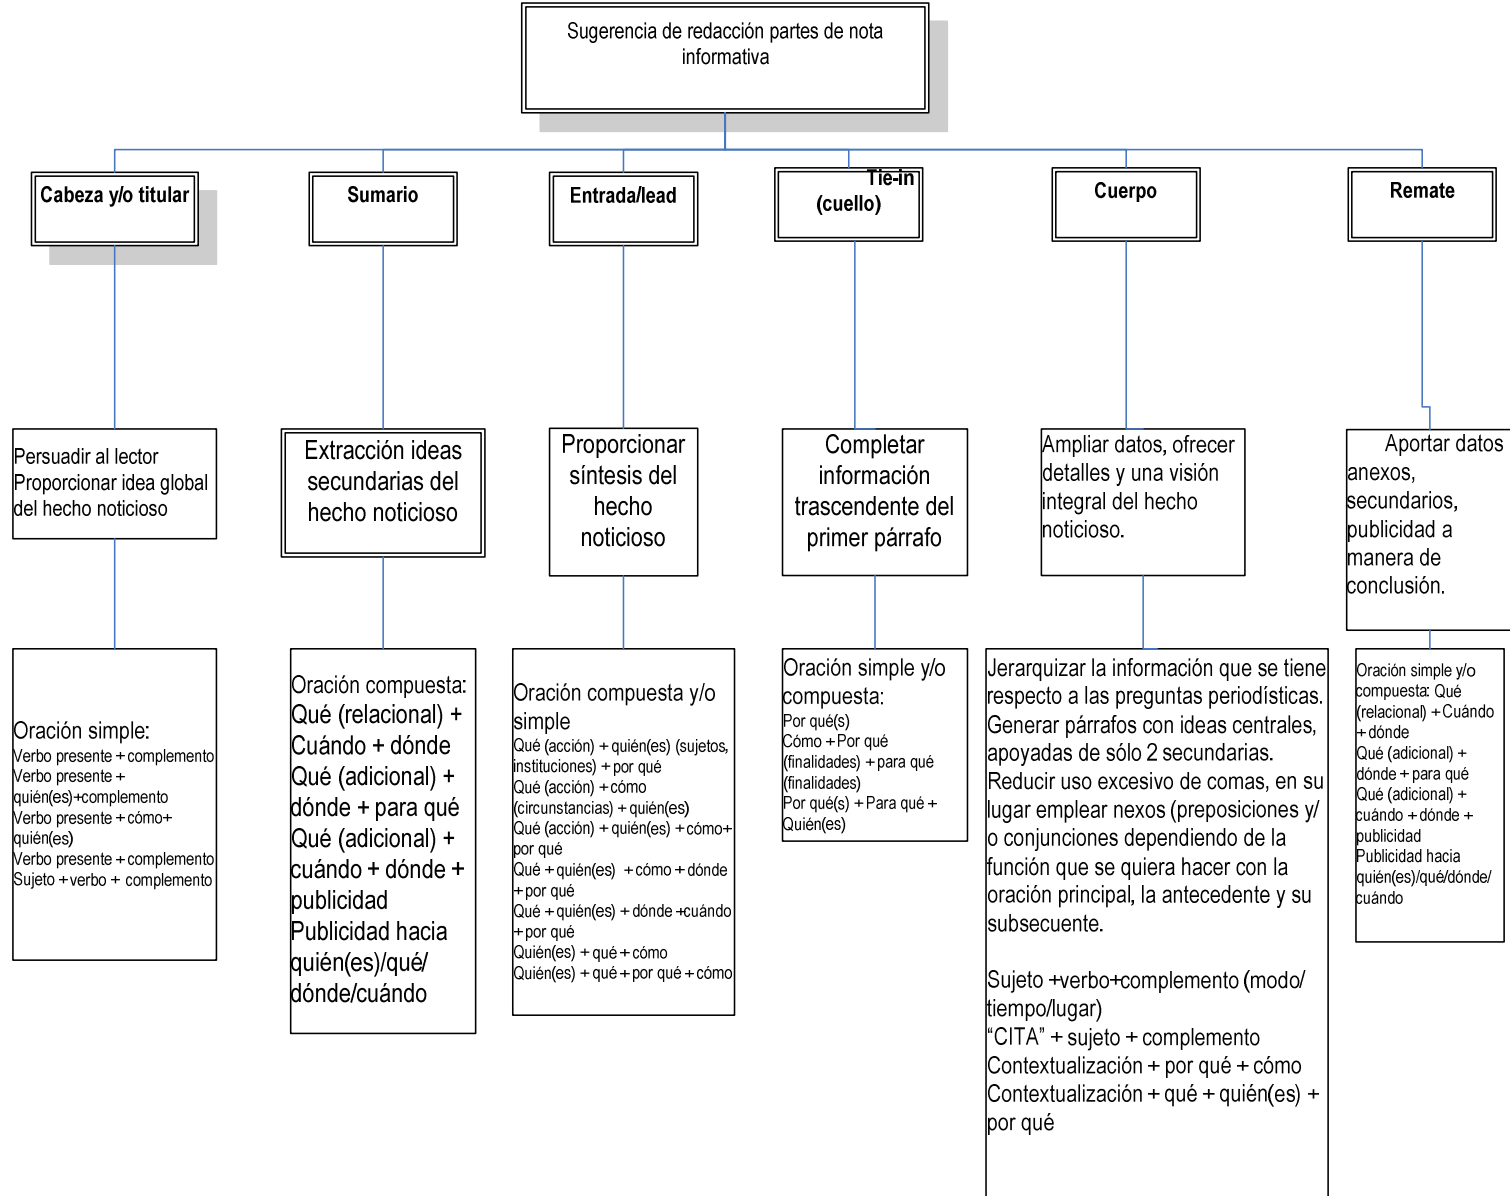 Sugerencia de redacción partes de nota
informativa
Cabeza y/o titular
Sumario
Entrada/lead
Tie-in
(cuello)
Cuerpo
Remate
Persuadir al lector
Proporcionar idea global
del hecho noticioso
Extracción ideas
secundarias del
hecho noticioso
Proporcionar
síntesis del
hecho
noticioso
Completar
información
trascendente del
primer párrafo
Ampliar datos, ofrecer
detalles y una visión
integral del hecho
noticioso.
Aportar datos
anexos,
secundarios,
publicidad a
manera de
conclusión.
Oración simple:
Verbo presente + complemento
Verbo presente +
quién(es)+complemento
Verbo presente + cómo+
quién(es)
Verbo presente + complemento
Sujeto + verbo + complemento
Oración compuesta:
Qué (relacional) +
Cuándo + dónde
Qué (adicional) +
dónde + para qué
Qué (adicional) +
cuándo + dónde +
publicidad
Publicidad hacia
quién(es)/qué/
dónde/cuándo
Oración compuesta y/o
simple
Qué (acción) + quién(es) (sujetos,
instituciones) + por qué
Qué (acción) + cómo
(circunstancias) + quién(es)
Qué (acción) + quién(es) + cómo+
por qué
Qué + quién(es) + cómo + dónde
+ por qué
Qué + quién(es) + dónde +cuándo
+ por qué
Quién(es) + qué + cómo
Quién(es) + qué + por qué + cómo
Oración simple y/o
compuesta:
Por qué(s)
Cómo + Por qué
(finalidades) + para qué
(finalidades)
Por qué(s) + Para qué +
Quién(es)
Jerarquizar la información que se tiene
respecto a las preguntas periodísticas.
Generar párrafos con ideas centrales,
apoyadas de sólo 2 secundarias.
Reducir uso excesivo de comas, en su
lugar emplear nexos (preposiciones y/
o conjunciones dependiendo de la
función que se quiera hacer con la
oración principal, la antecedente y su
subsecuente.
Sujeto +verbo+complemento (modo/
tiempo/lugar)
“CITA” + sujeto + complemento
Contextualización + por qué + cómo
Contextualización + qué + quién(es) +
por qué
Oración simple y/o
compuesta: Qué
(relacional) + Cuándo
+ dónde
Qué (adicional) +
dónde + para qué
Qué (adicional) +
cuándo + dónde +
publicidad
Publicidad hacia
quién(es)/qué/dónde/
cuándo